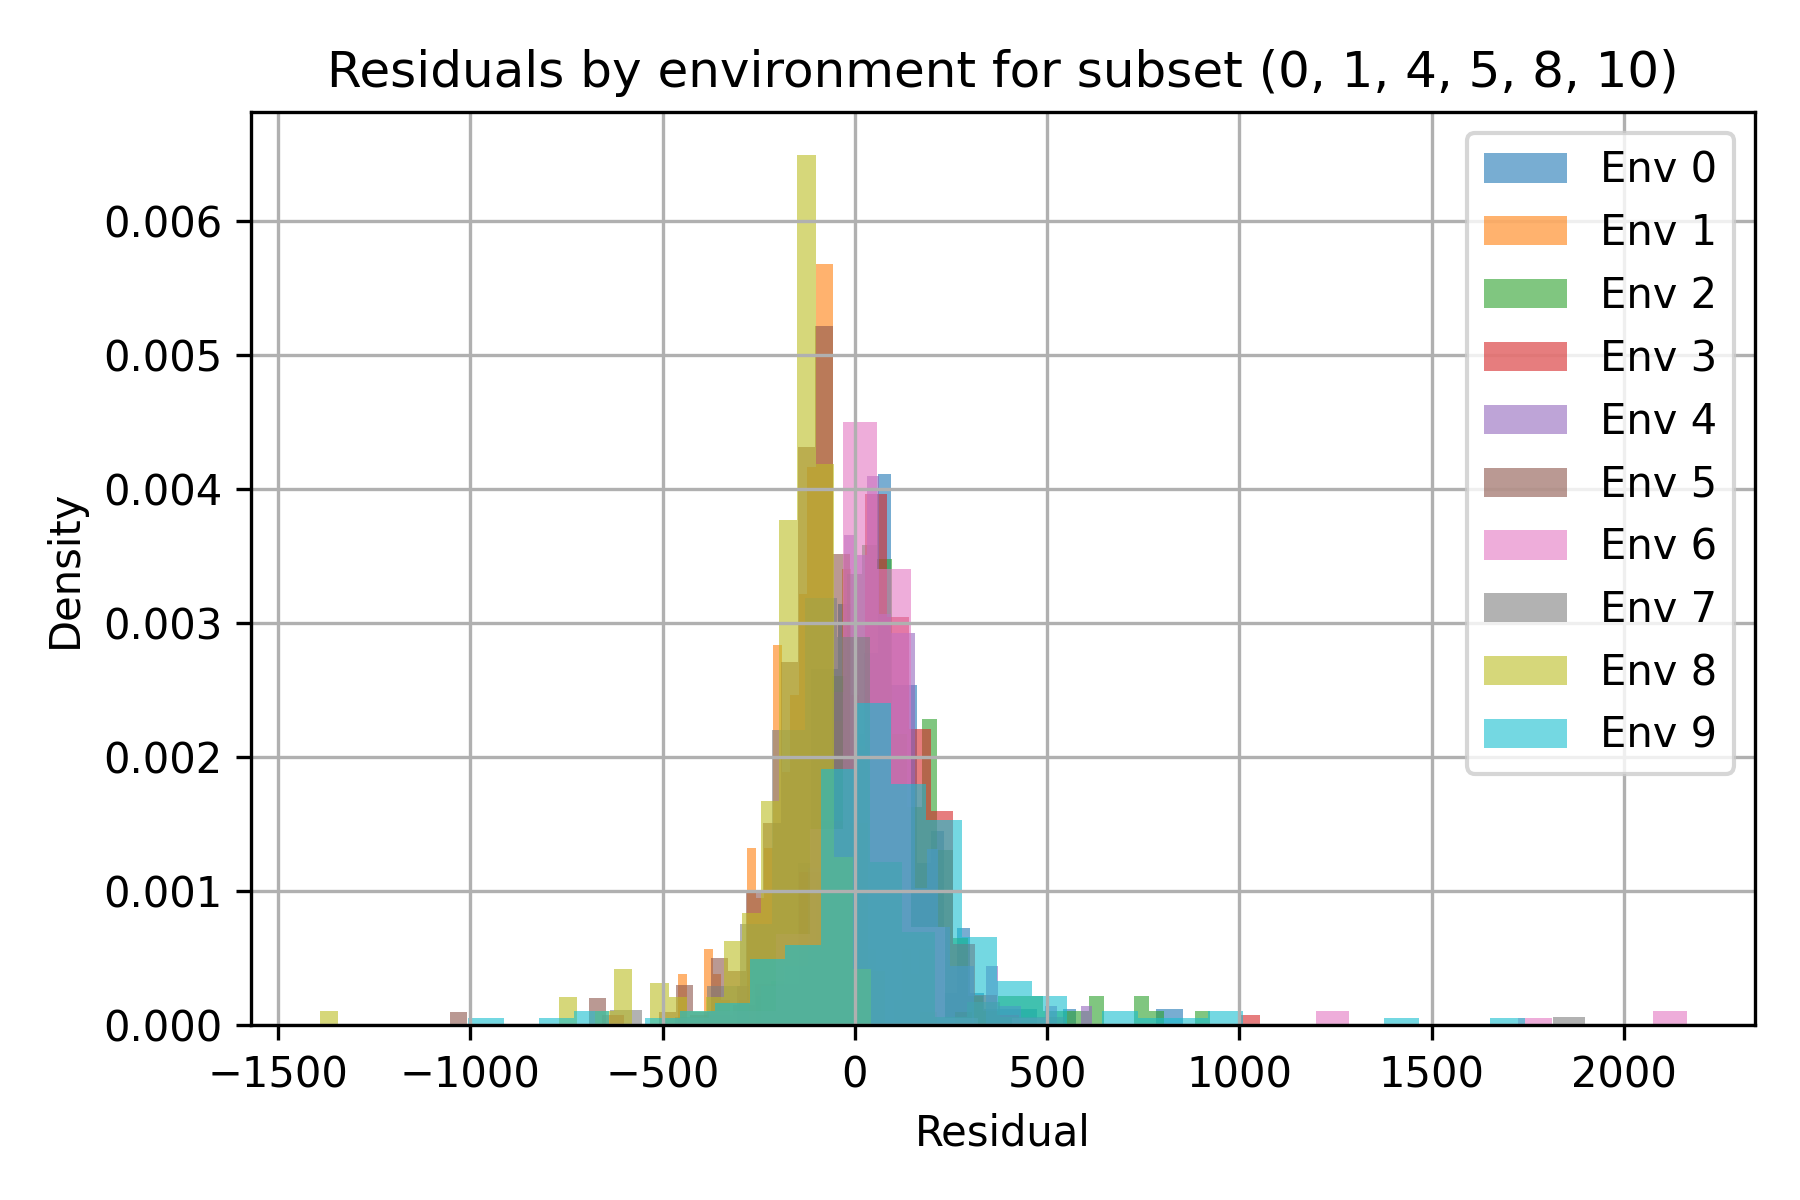 Residuals by environment for subset (0, 1, 4, 5, 8, 10)
Env 0
Env 1
Env 2
Env 3
Env 4
Env 5
Env 6
Env 7
Env 8
Env 9
Density
0.006
0.005
0.004
0.003
0.002
0.001
0.000
−1500 −1000 −500 0 500 1000 1500 2000
Residual